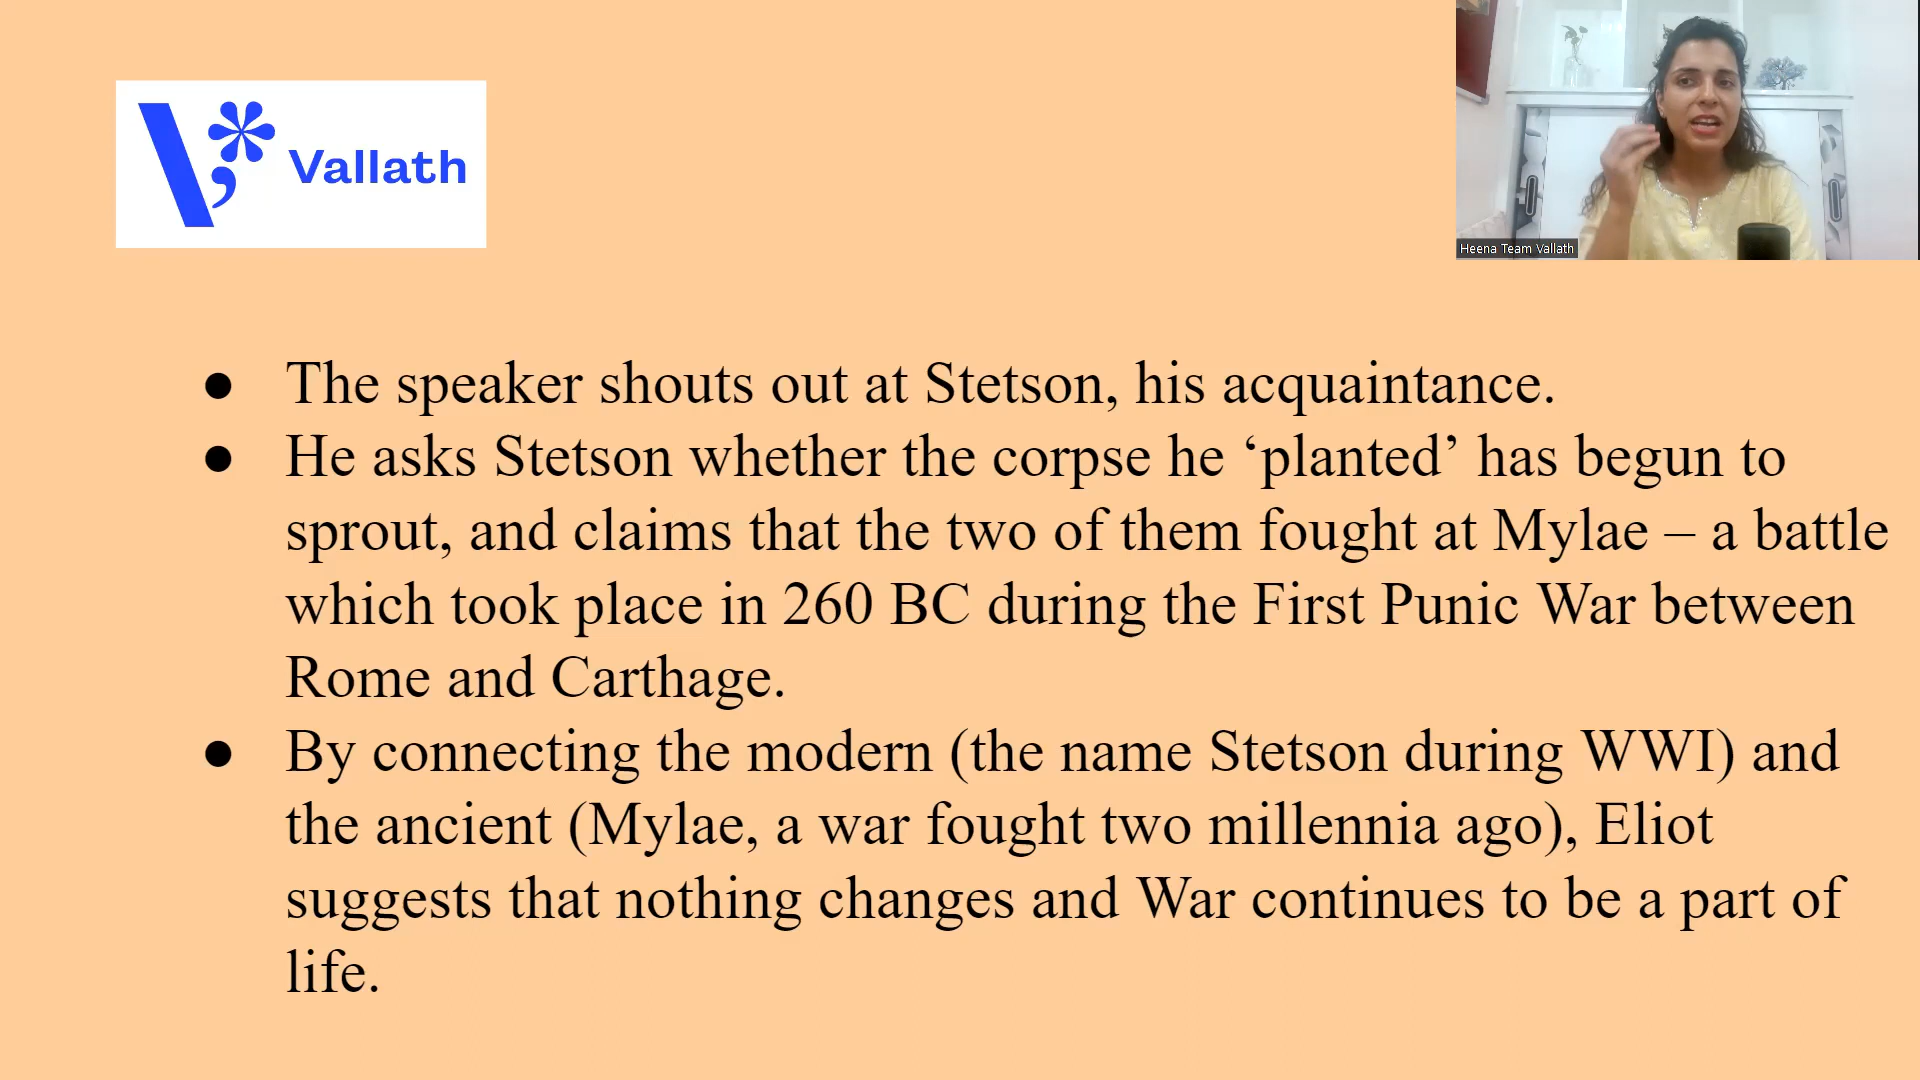 Vallath
Heena Team Vallath
● The speaker shouts out at Stetson, his acquaintance.
● He asks Stetson whether the corpse he ‘planted’ has begun to
sprout, and claims that the two of them fought at Mylae – a battle
which took place in 260 BC during the First Punic War between
Rome and Carthage.
● By connecting the modern (the name Stetson during WWI) and
the ancient (Mylae, a war fought two millennia ago), Eliot
suggests that nothing changes and War continues to be a part of
life.